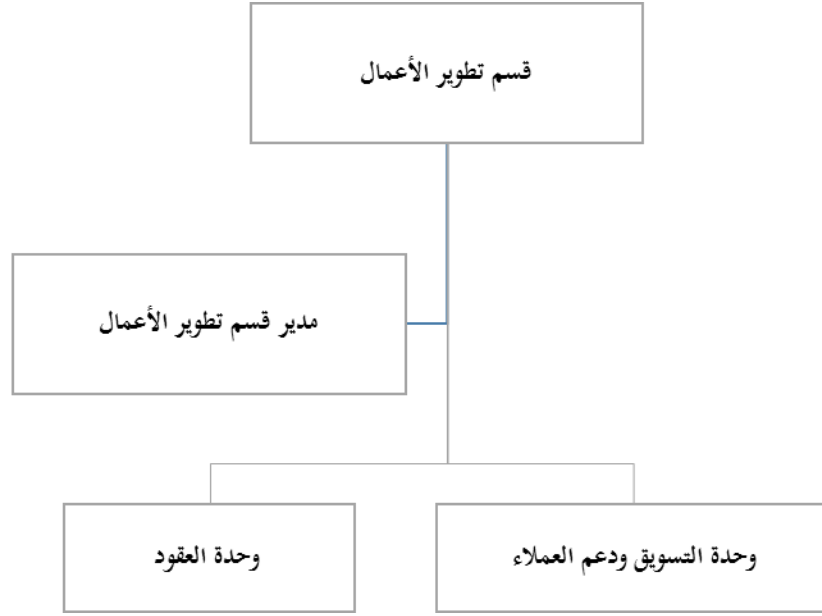 قسم تطوير الأعمال
مدير قسم تطوير الأعمال
وحدة التسويق ودعم العملاء
وحدة العقود